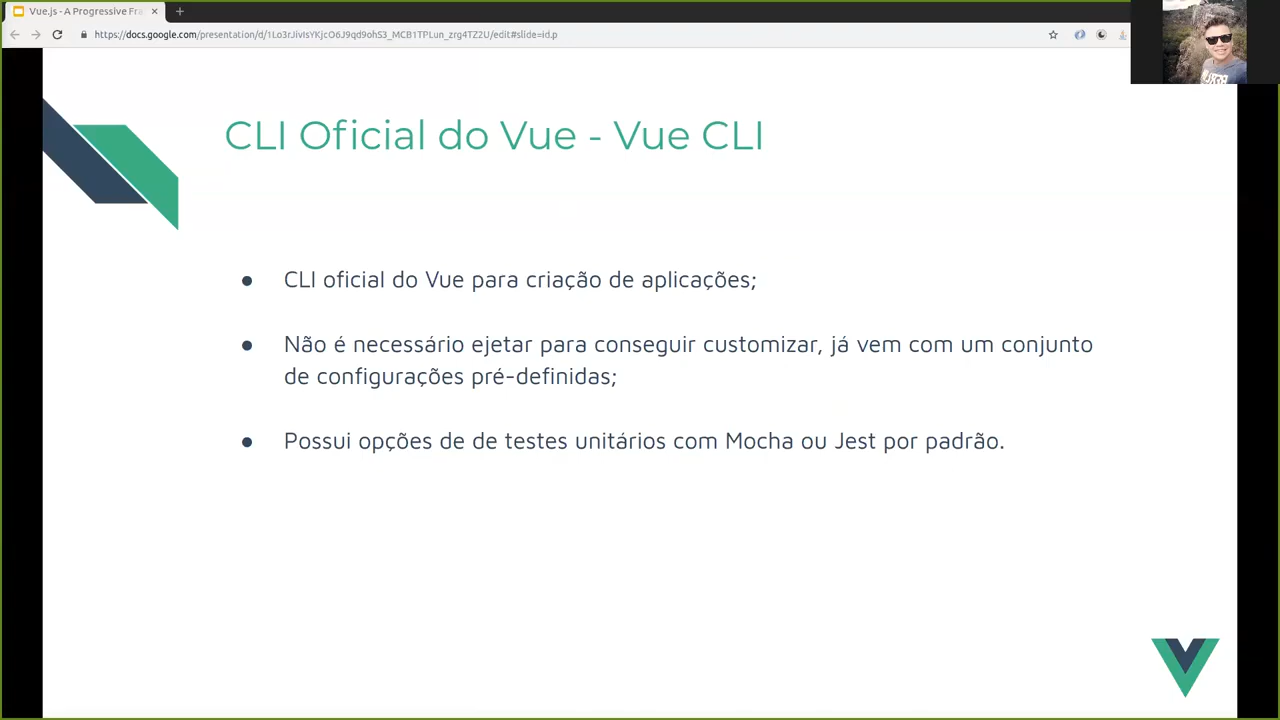 Vue.js - A Progressive Fra
https://docs.google.com/presentation/d/1Lo3rJivIsYKjcO6J9qd9ohS3_MCB1TPLun_zrg4TZ2U/edit#slide=id.p
CLI Oficial do Vue - Vue CLI
● CLI oficial do Vue para criação de aplicações;
● Não é necessário ejetar para conseguir customizar, já vem com um conjunto
de configurações pré-definidas;
● Possui opções de de testes unitários com Mocha ou Jest por padrão.